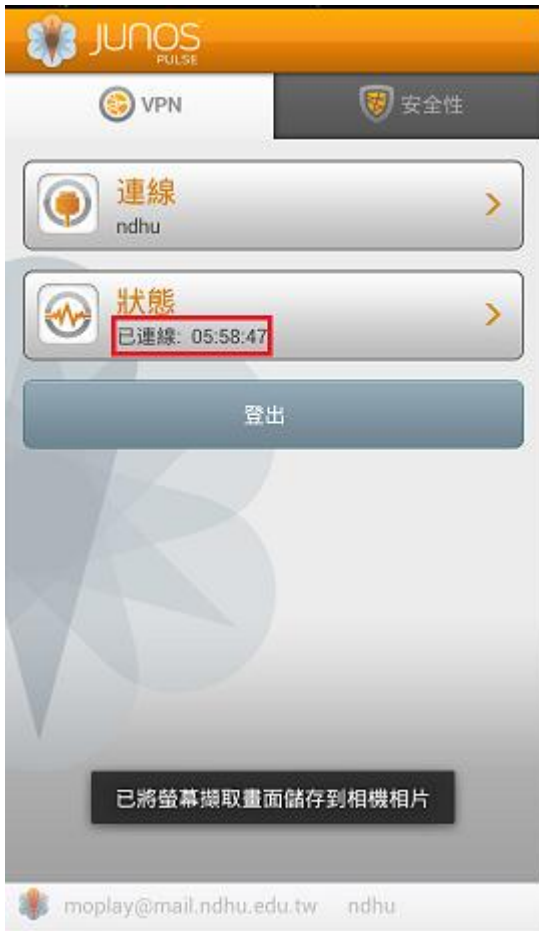 JUNOS
PULSE
VPN
安全性
連線
ndhu
狀態
已連線: 05:58:47
登出
已將螢幕擷取畫面儲存到相機相片
moplay@mail.ndhu.edu.tw ndhu